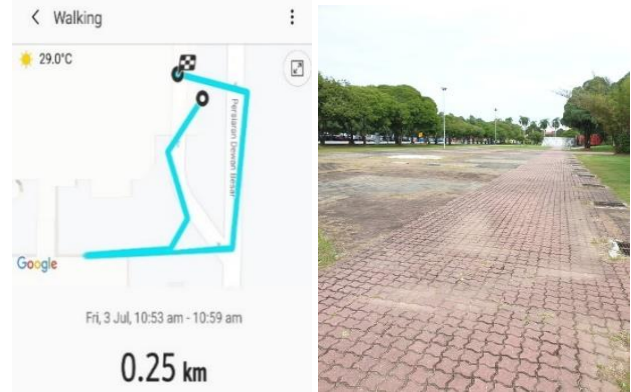 Walking
29.0°C
Persiaran Dewan Besar
Google
Fri, 3 Jul, 10:53 am - 10:59 am
0.25 km